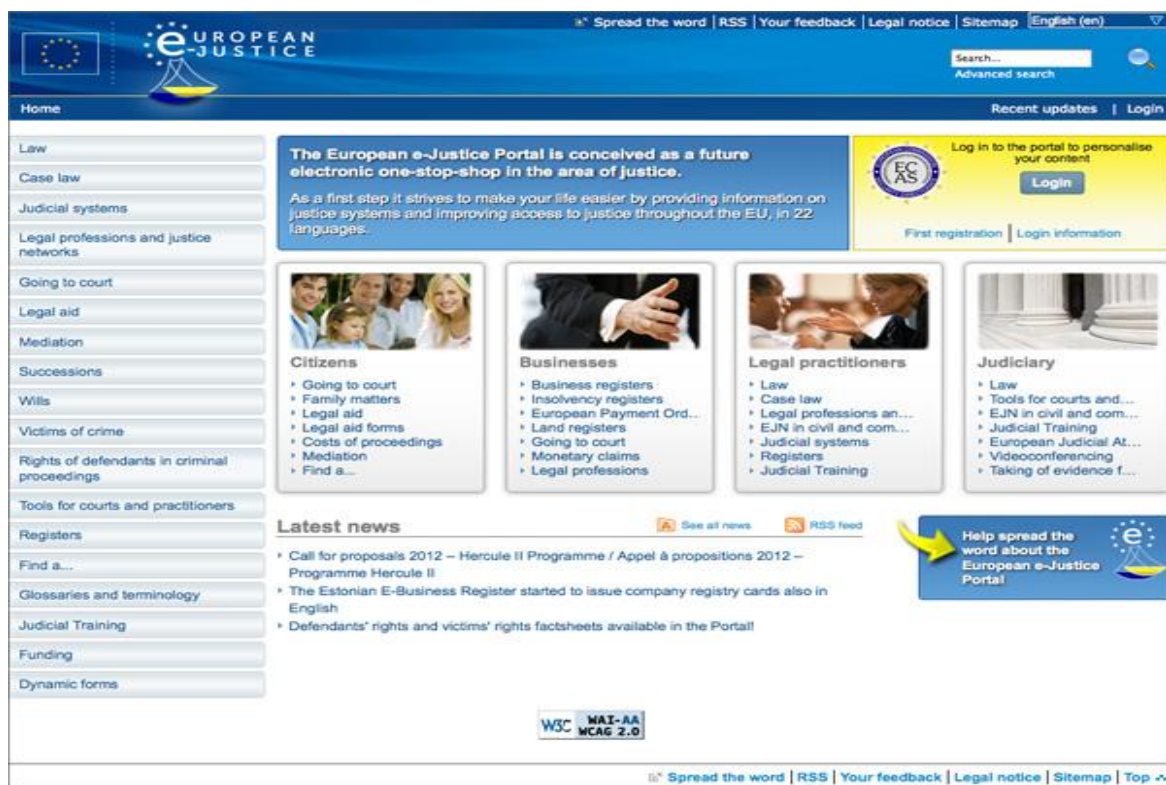 Spread the word | RSS | Your feedback | Legal notice | Sitemap English (en)
EUROPEAN
E-JUSTICE
Search...
Advanced search
Home
Recent updates | Login
Law
Case law
Judicial systems
Legal professions and justice
networks
Going to court
Legal aid
Mediation
Successions
Wills
Victims of crime
Rights of defendants in criminal
proceedings
Tools for courts and practitioners
Registers
Find a...
Glossaries and terminology
Judicial Training
Funding
Dynamic forms
The European e-Justice Portal is conceived as a future
electronic one-stop-shop in the area of justice.
As a first step it strives to make your life easier by providing information on
justice systems and improving access to justice throughout the EU, in 22
languages.
EC
AS
Log in to the portal to personalise
your content
Login
First registration | Login information
Citizens
Going to court
Family matters
Legal aid
Legal aid forms
Costs of proceedings
Mediation
Find a...
Businesses
Business registers
Insolvency registers
European Payment Ord..
Land registers
Going to court
Monetary claims
Legal professions
Legal practitioners
Law
Case law
Legal professions an...
EJN in civil and com...
Judicial systems
Registers
Judicial Training
Judiciary
Law
Tools for courts and...
EJN in civil and com...
Judicial Training
European Judicial At...
Videoconferencing
Taking of evidence f...
Latest news
See all news
RSS feed
Call for proposals 2012 – Hercule II Programme / Appel à propositions 2012 –
Programme Hercule II
The Estonian E-Business Register started to issue company registry cards also in
English
Defendants' rights and victims' rights factsheets available in the Portal!
Help spread the
word about the
European e-Justice
Portal
e
W3C WAI-AA
WCAG 2.0
Spread the word | RSS | Your feedback | Legal notice | Sitemap | Top